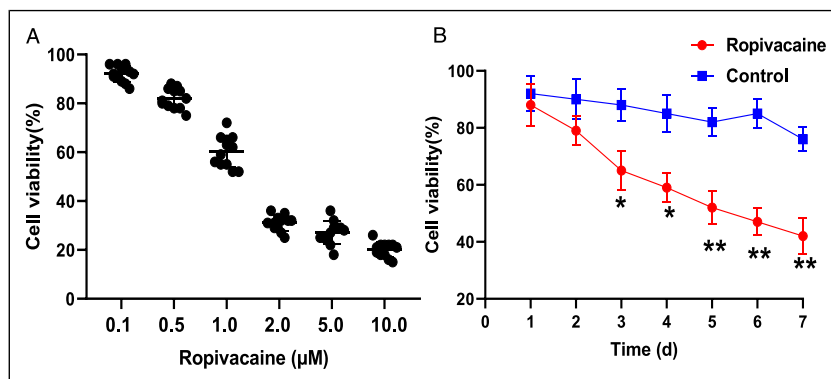 A
Cell viability(%)
100
80
60
40
20
0
0.1 0.5 1.0 2.0 5.0 10.0
Ropivacaine (μM)
B
Ropivacaine
Control
Cell viability(%)
100
80
60
40
20
* * ** ** **
0 1 2 3 4 5 6 7
Time (d)